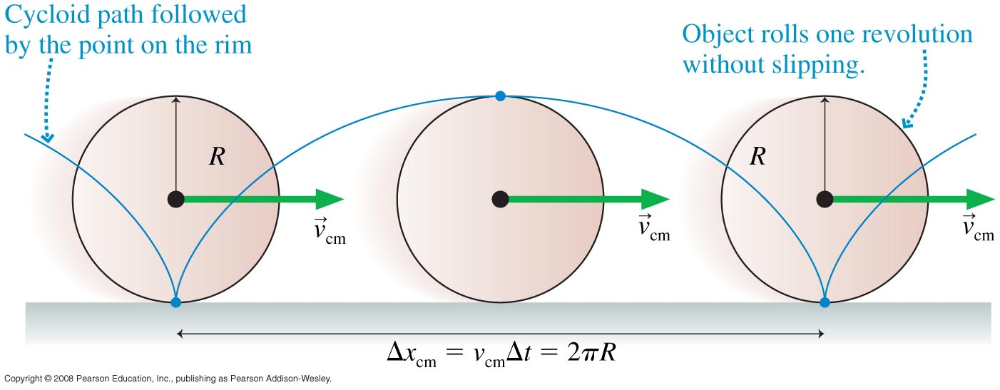 Cycloid path followed
by the point on the rim
Object rolls one revolution
without slipping.
R
R
v⃗cm
v⃗cm
v⃗cm
Δxcm = vcmΔt = 2πR
Copyright © 2008 Pearson Education, Inc., publishing as Pearson Addison-Wesley.